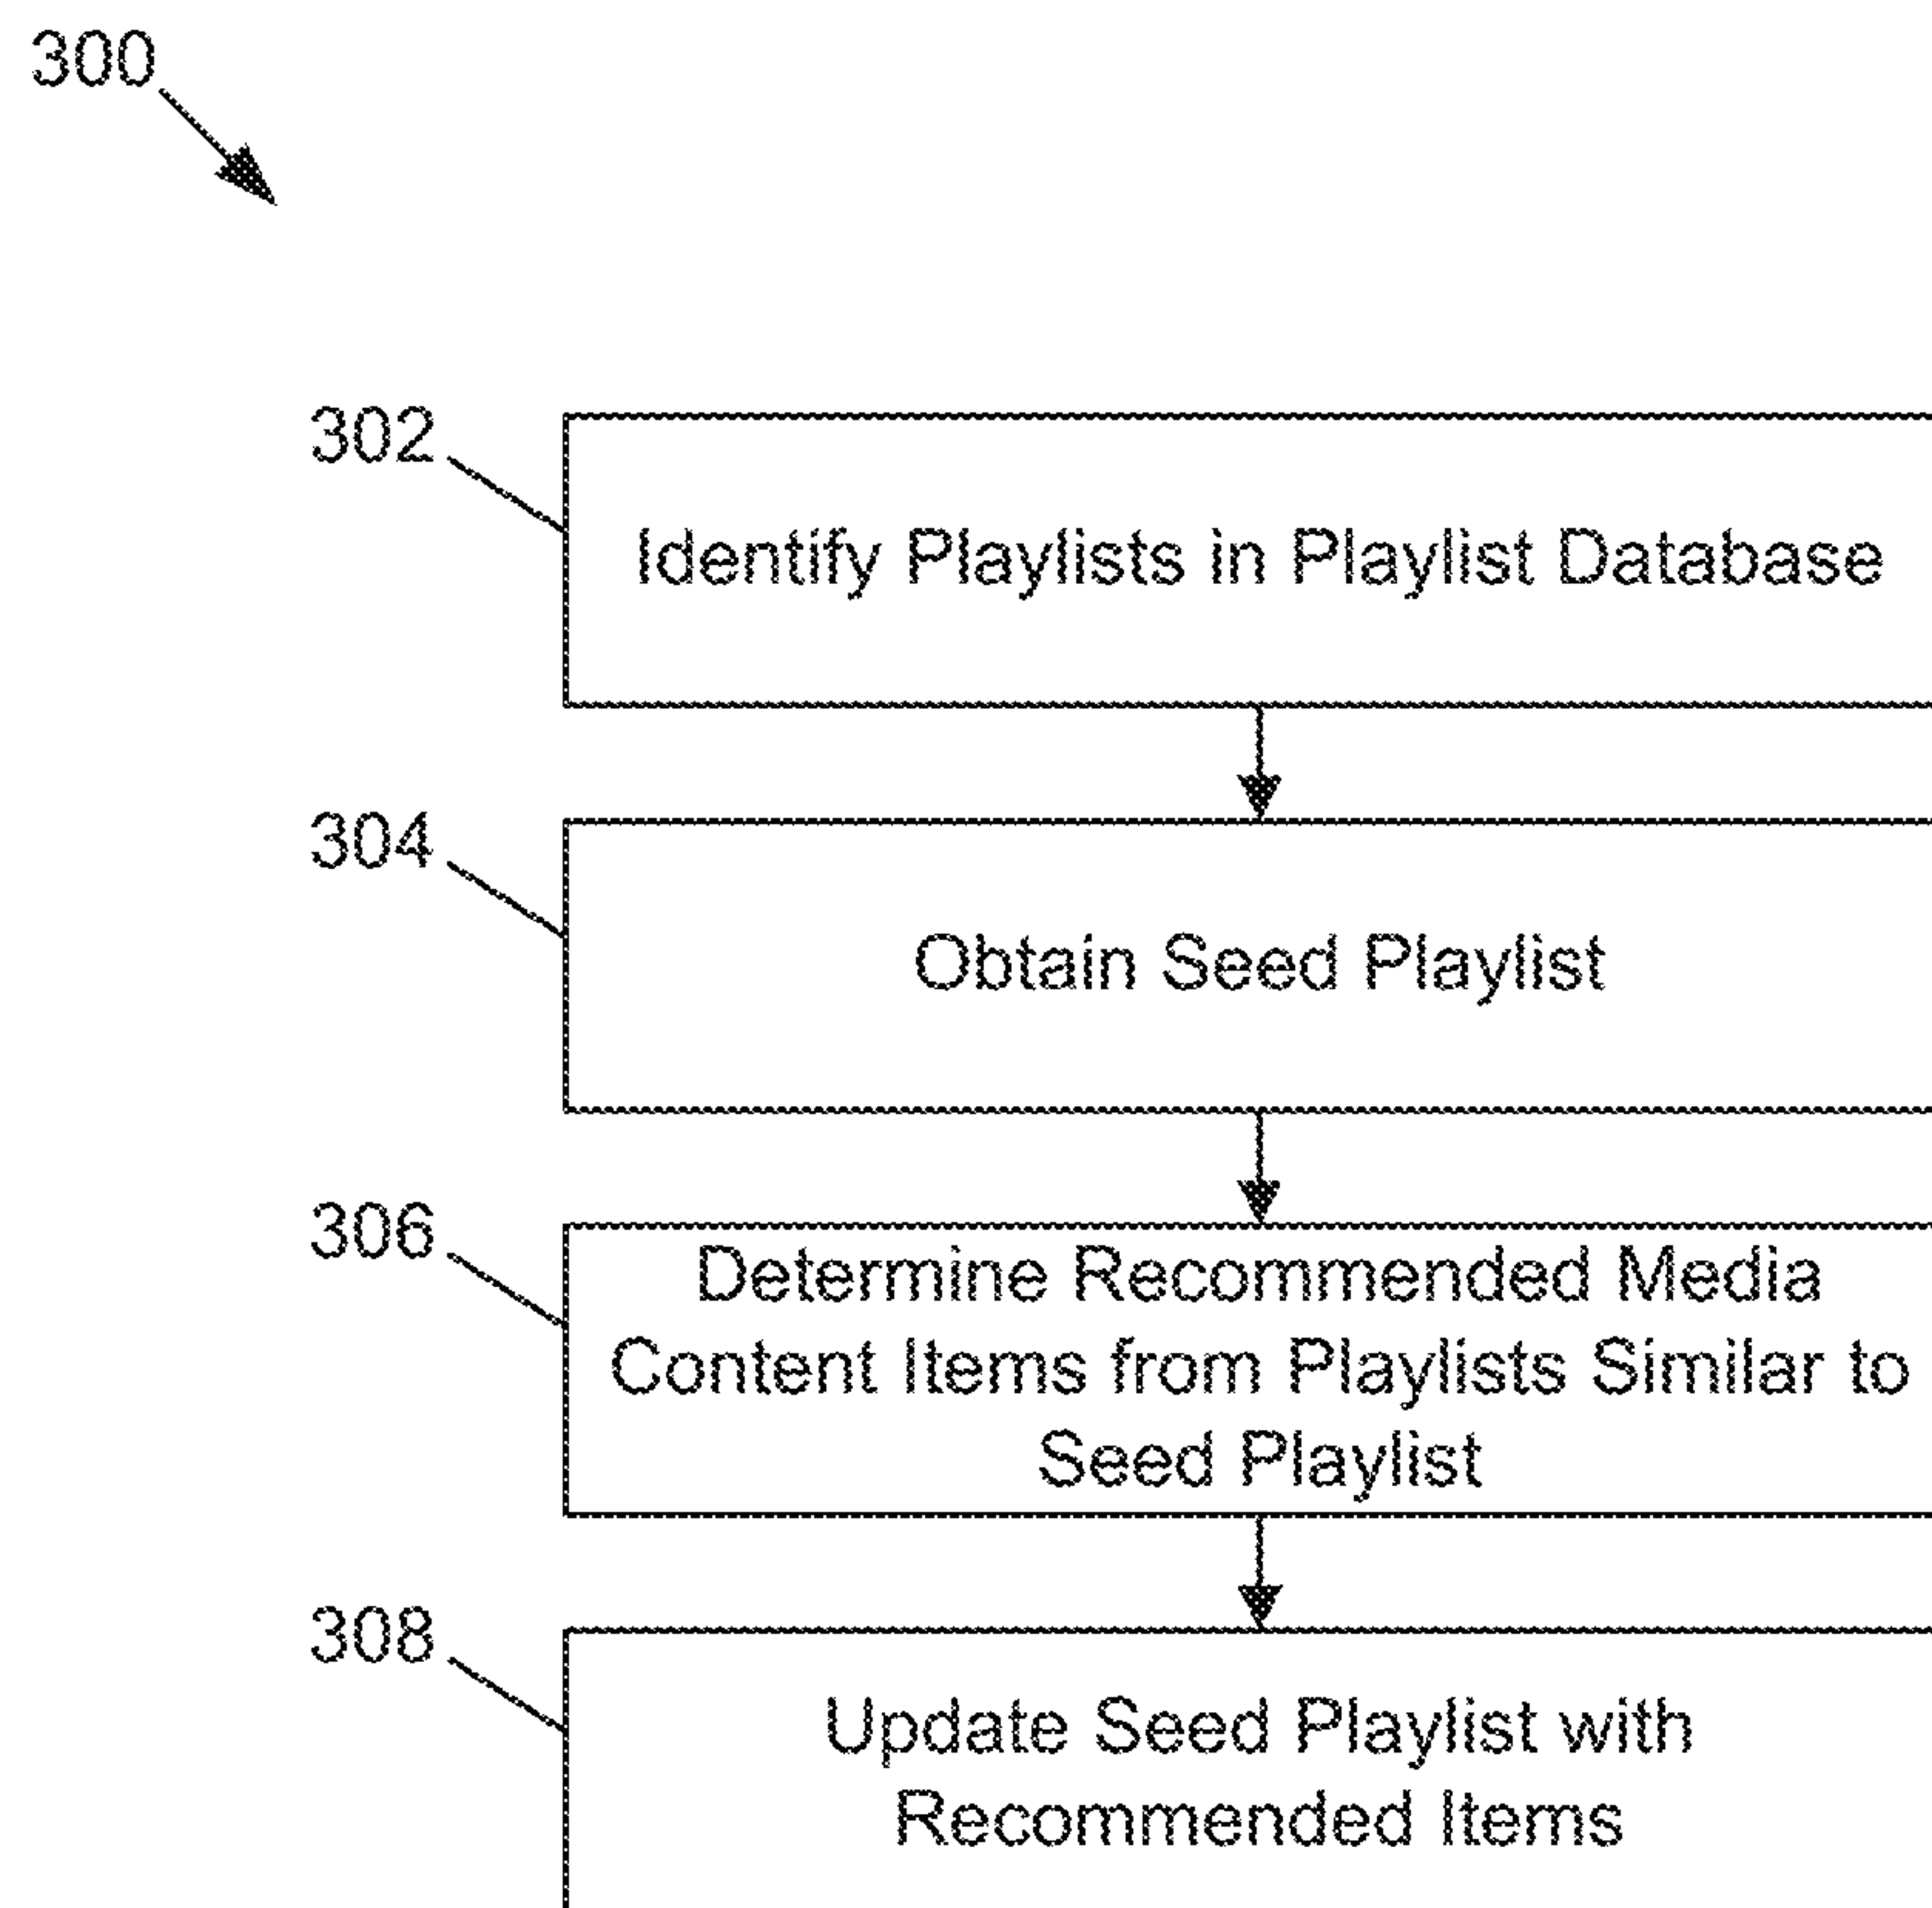 300
302
Identify Playlists in Playlist Database
304
Obtain Seed Playlist
306
Determine Recommended Media
Content Items from Playlists Similar to
Seed Playlist
308
Update Seed Playlist with
Recommended Items